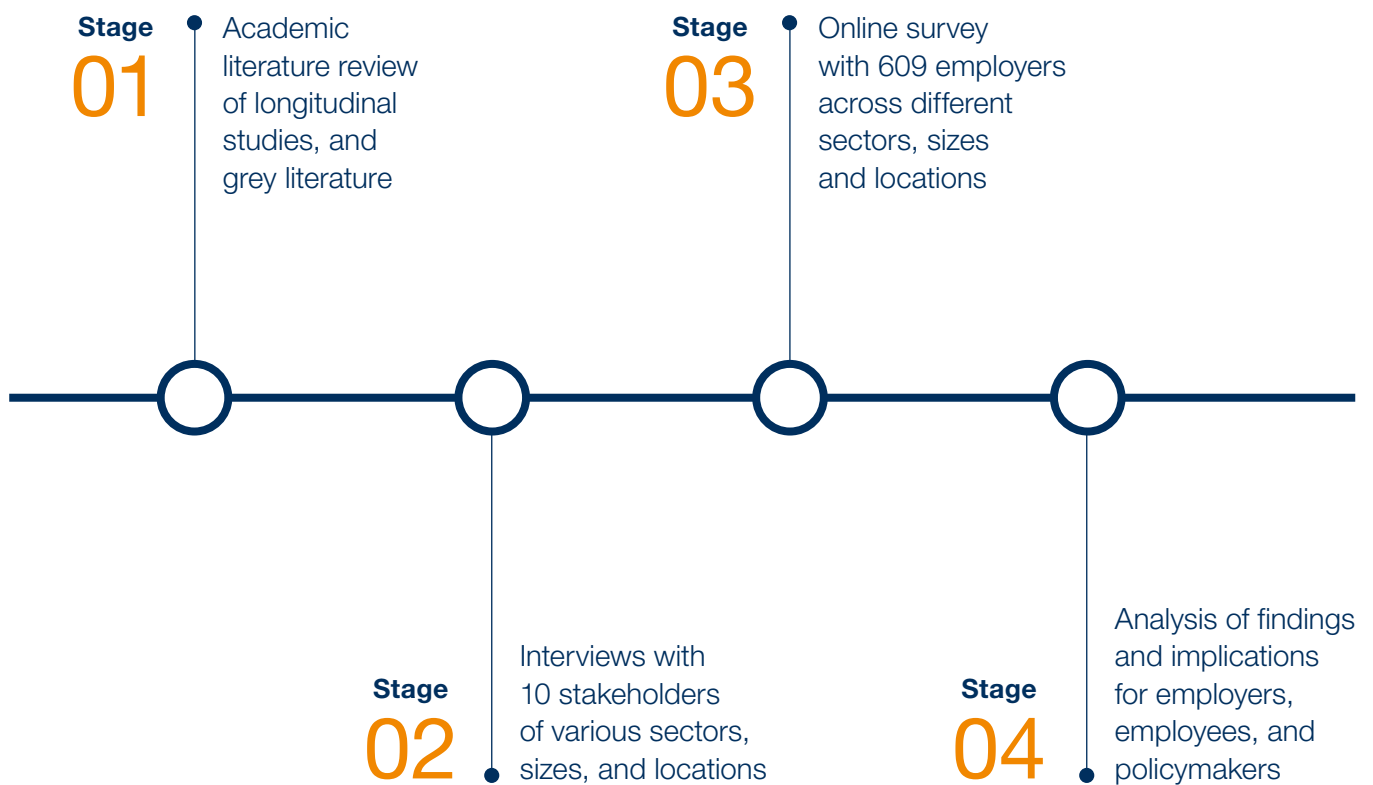 Stage
01
Academic
literature review
of longitudinal
studies, and
grey literature
Stage
02
Interviews with
10 stakeholders
of various sectors,
sizes, and locations
Stage
03
Online survey
with 609 employers
across different
sectors, sizes
and locations
Stage
04
Analysis of findings
and implications
for employers,
employees, and
policymakers